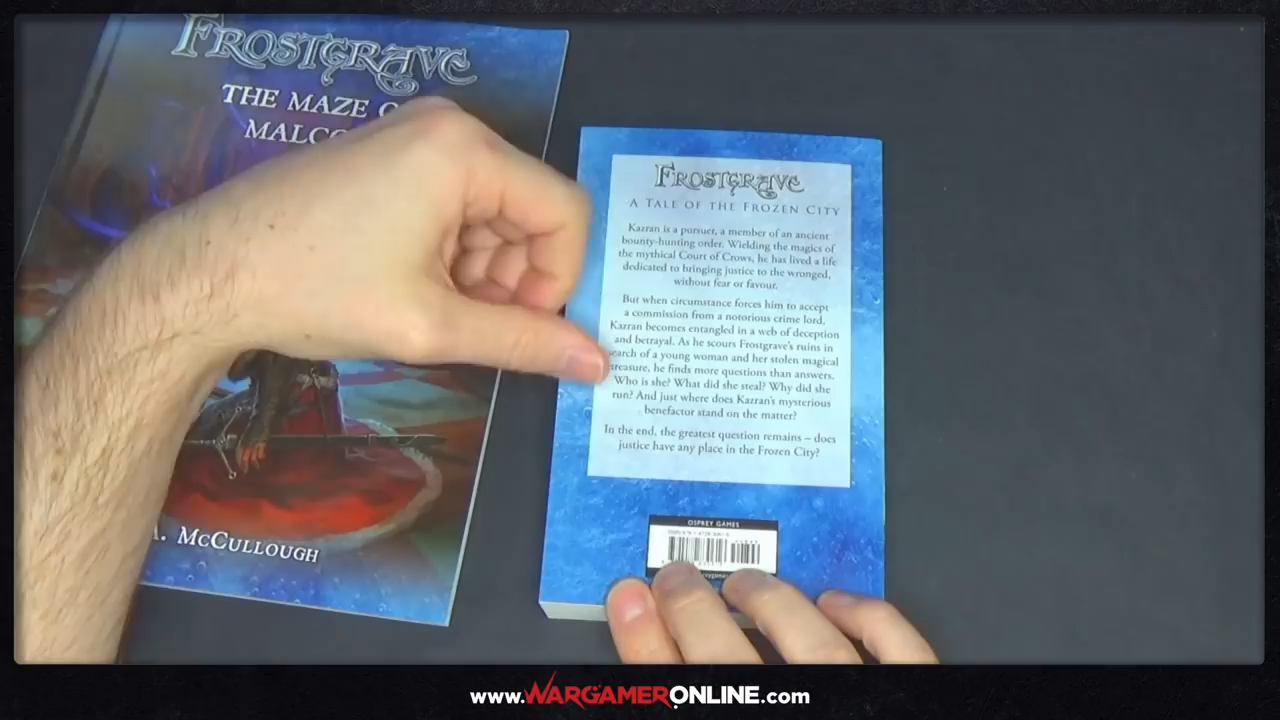 FROSTGRAVE
THE MAZE
MCCULLOUGH
FROSTGRAVE
A TALE OF THE FROZEN CITY
Kazran is a pursuer, a member of an ancient
bounty-hunting order. Wielding the magics of
the mythical Court of Crows, he has lived a life
dedicated to bringing justice to the wronged,
without fear or favour.
But when circumstance forces him to accept
a commission from a notorious crime lord,
Kazran becomes entangled in a web of deception
and betrayal. As he scours Frostgrave's ruins in
search of a young woman and her stolen magical
treasure, he finds more questions than answers.
Who is she? What did she steal? Why did she
run? And just where does Kazran's mysterious
benefactor stand on the matter?
In the end, the greatest question remains – does
justice have any place in the Frozen City?
OSPREY GAMES
www.WARGAMERONLINE.com